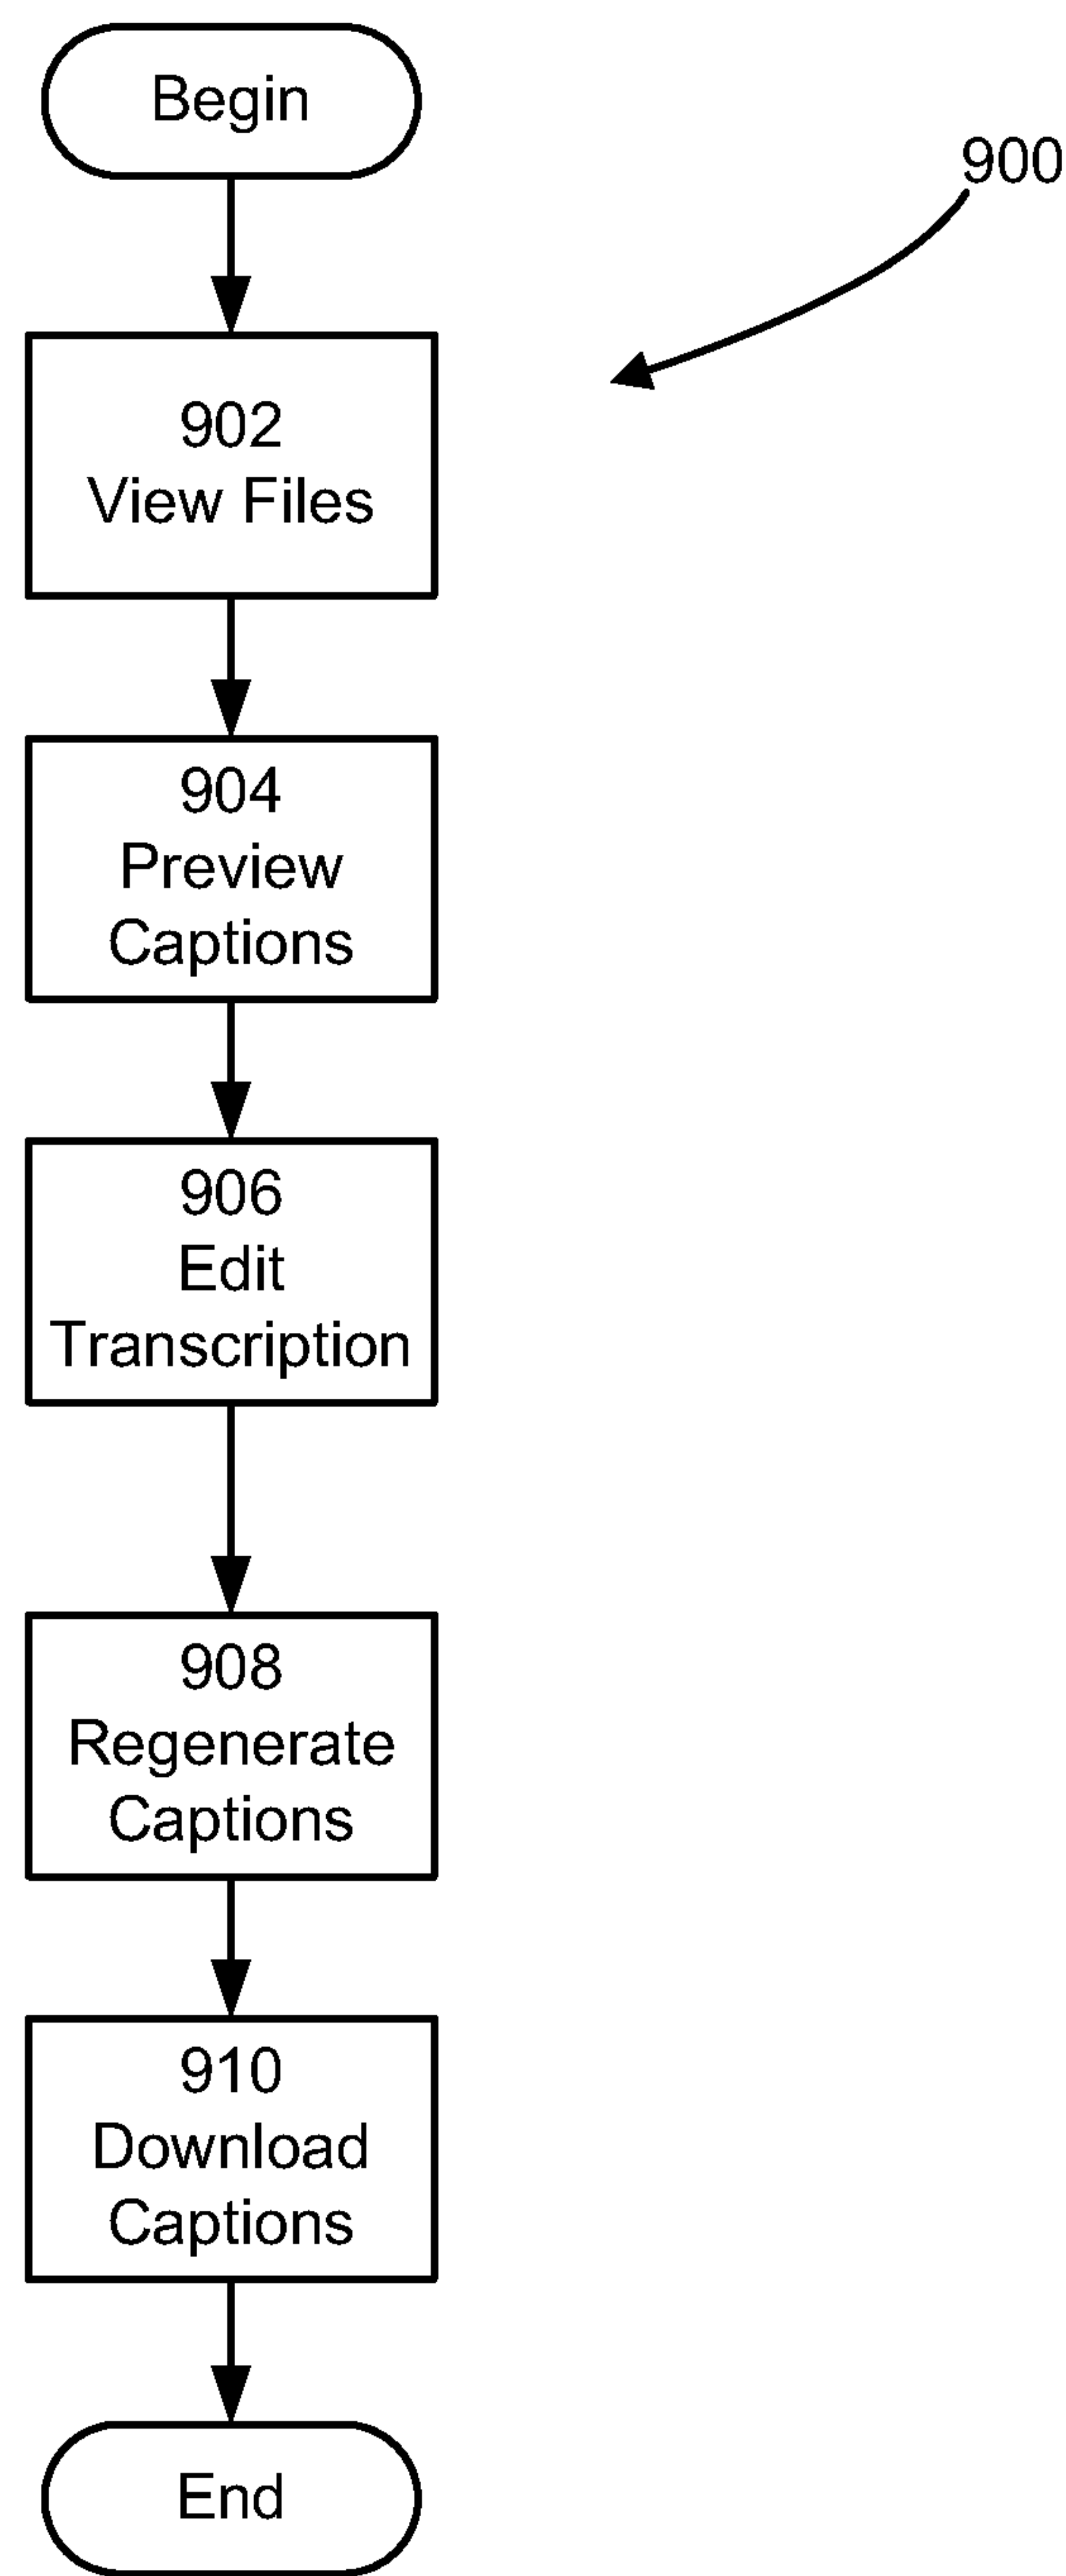 Begin
900
902
View Files
904
Preview
Captions
906
Edit
Transcription
908
Regenerate
Captions
910
Download
Captions
End